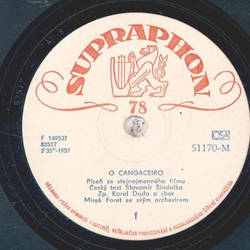 SUPRAPHON
78
F 149537
82517
3'35"-1957
OSA
51170-M
O CANGACEIRO
Píseň ze stejnojmenného filmu
Český text Slavomír Šindelka
Zp. Karel Duda a sbor
Mirek Foret se svým orchestrem
f